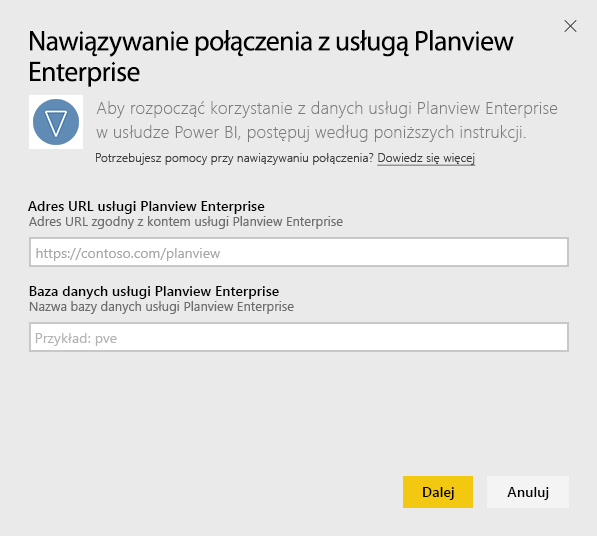 Nawiązywanie połączenia z usługą Planview
Enterprise
Aby rozpocząć korzystanie z danych usługi Planview Enterprise
w usłudze Power BI, postępuj według poniższych instrukcji.
Potrzebujesz pomocy przy nawiązywaniu połączenia? Dowiedz się więcej
Adres URL usługi Planview Enterprise
Adres URL zgodny z kontem usługi Planview Enterprise
https://contoso.com/planview
Baza danych usługi Planview Enterprise
Nazwa bazy danych usługi Planview Enterprise
Przykład: pve
Dalej
Anuluj